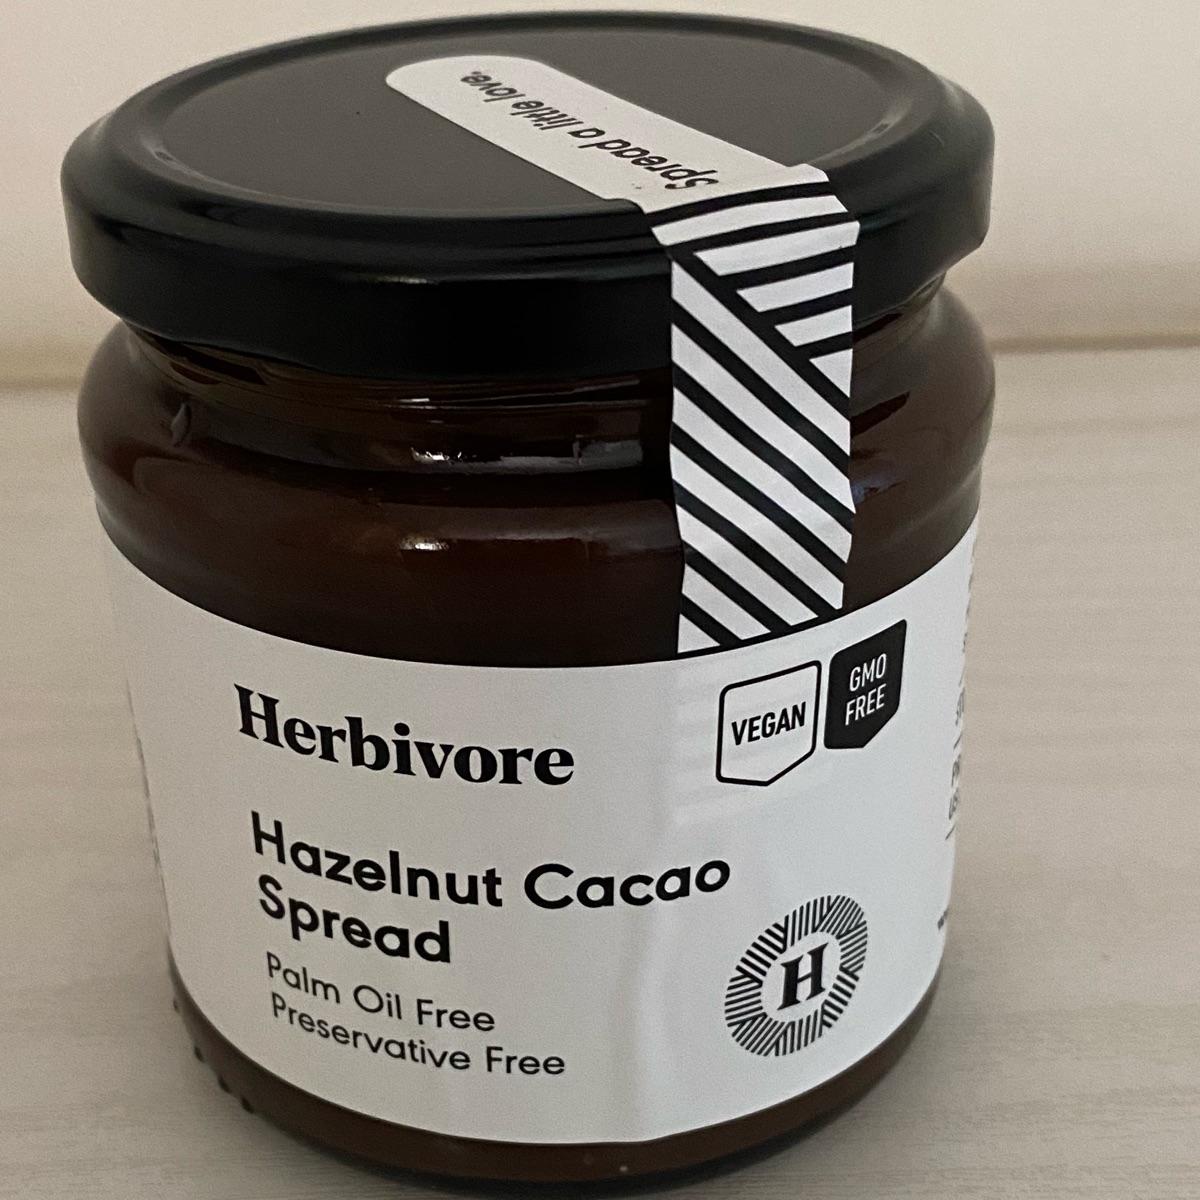 Spread a little love.
VEGAN
GMO
FREE
Herbivore
Hazelnut Cacao
Spread
Palm Oil Free
Preservative Free
H